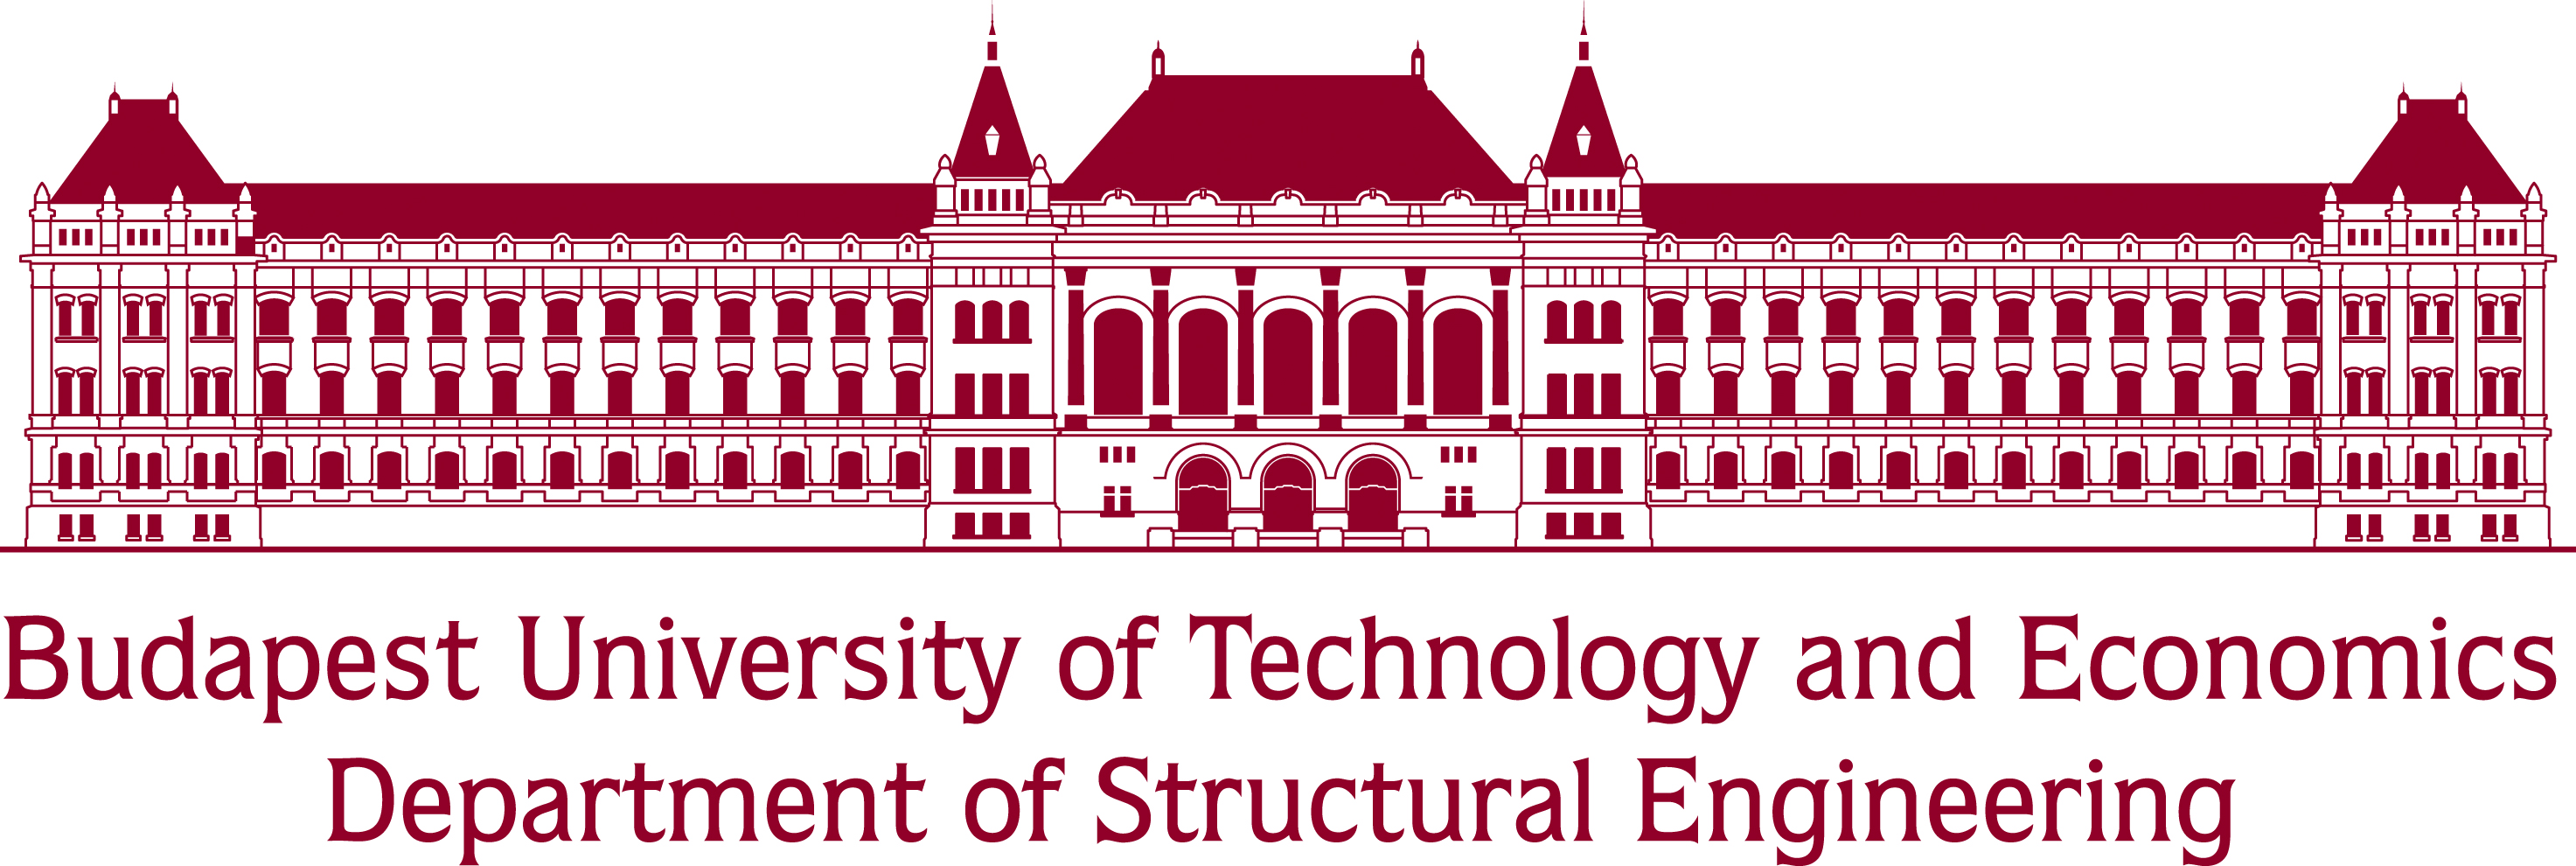 Budapest University of Technology and Economics
Department of Structural Engineering